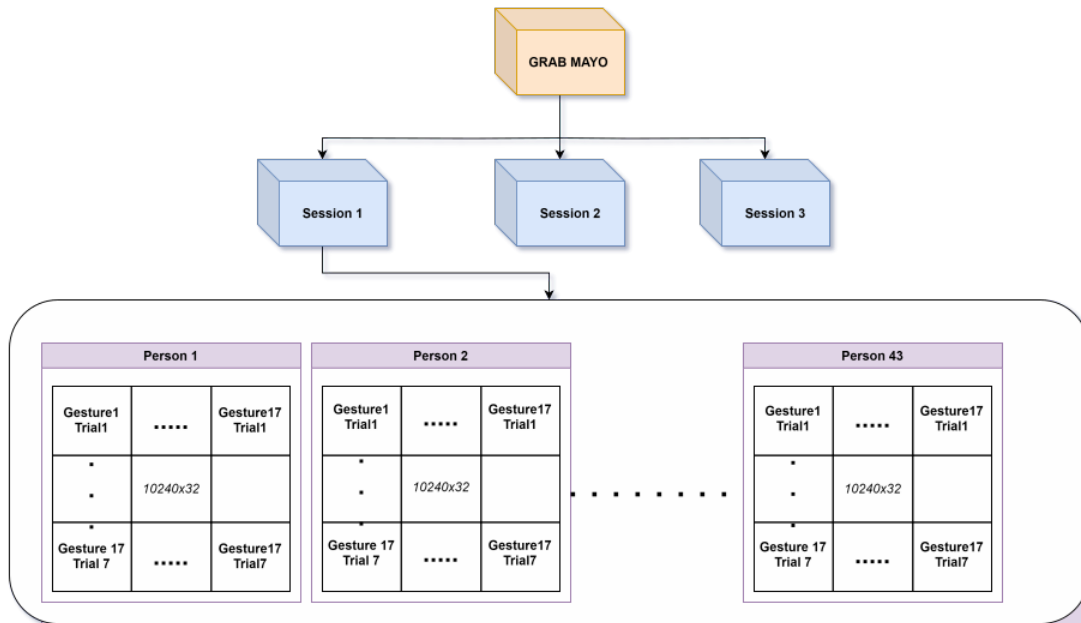 GRAB MAYO
Session 1
Session 2
Session 3
Person 1
Person 2
Person 43
Gesture1
Trial1
.....
Gesture17
Trial1
Gesture1
Trial1
.....
Gesture17
Trial1
Gesture1
Trial1
.....
Gesture17
Trial1
10240x32
10240x32
10240x32
Gesture 17
Trial 7
.....
Gesture17
Trial7
Gesture 17
Trial 7
.....
Gesture17
Trial7
Gesture 17
Trial 7
.....
Gesture17
Trial7